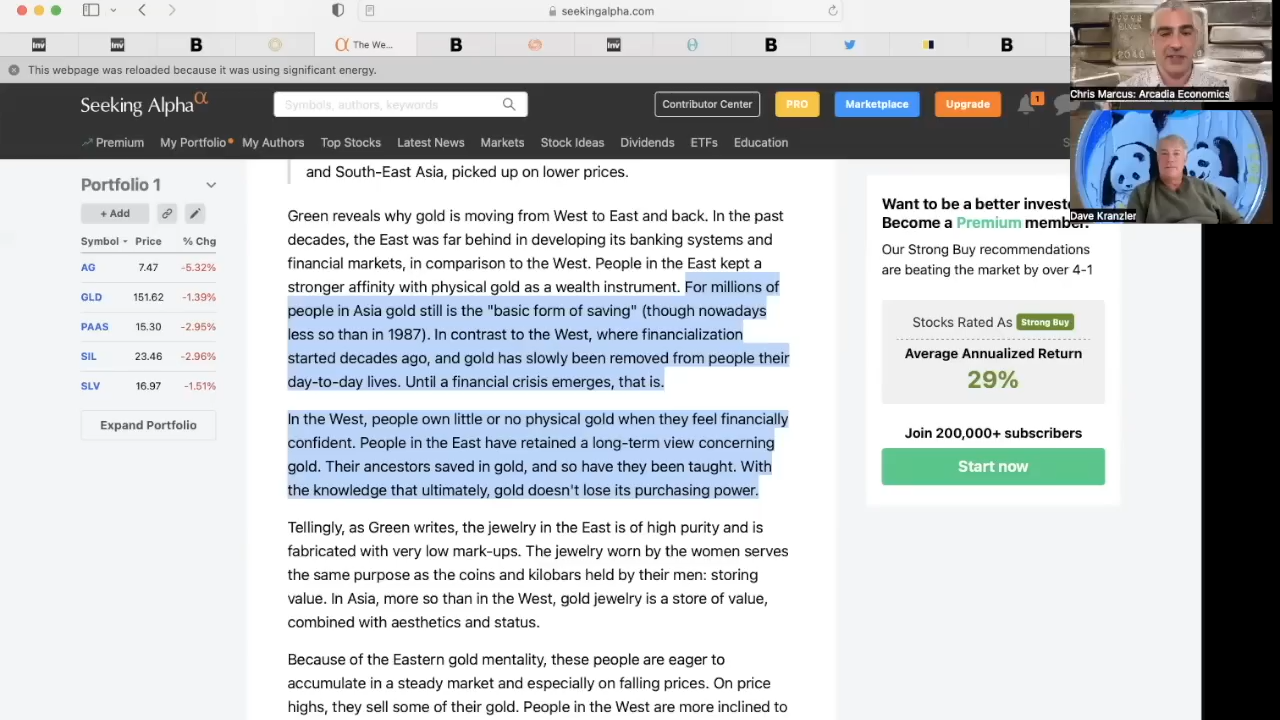 seekingalpha.com
Inv
Inv
B
α The We...
B
Inv
B
B
This webpage was reloaded because it was using significant energy.
Seeking Alphaα
Symbols, authors, keywords
Contributor Center
PRO
Marketplace
Upgrade
1
Premium
My Portfolio
My Authors
Top Stocks
Latest News
Markets
Stock Ideas
Dividends
ETFs
Education
Chris Marcus: Arcadia Economics
Dave Kranzler
Portfolio 1
+ Add
Symbol Price % Chg
AG 7.47 -5.32%
GLD 151.62 -1.39%
PAAS 15.30 -2.95%
SIL 23.46 -2.96%
SLV 16.97 -1.51%
Expand Portfolio
and South-East Asia, picked up on lower prices.
Green reveals why gold is moving from West to East and back. In the past
decades, the East was far behind in developing its banking systems and
financial markets, in comparison to the West. People in the East kept a
stronger affinity with physical gold as a wealth instrument. For millions of
people in Asia gold still is the "basic form of saving" (though nowadays
less so than in 1987). In contrast to the West, where financialization
started decades ago, and gold has slowly been removed from people their
day-to-day lives. Until a financial crisis emerges, that is.
In the West, people own little or no physical gold when they feel financially
confident. People in the East have retained a long-term view concerning
gold. Their ancestors saved in gold, and so have they been taught. With
the knowledge that ultimately, gold doesn't lose its purchasing power.
Tellingly, as Green writes, the jewelry in the East is of high purity and is
fabricated with very low mark-ups. The jewelry worn by the women serves
the same purpose as the coins and kilobars held by their men: storing
value. In Asia, more so than in the West, gold jewelry is a store of value,
combined with aesthetics and status.
Because of the Eastern gold mentality, these people are eager to
accumulate in a steady market and especially on falling prices. On price
highs, they sell some of their gold. People in the West are more inclined to
Want to be a better investo
Become a Premium member.
Our Strong Buy recommendations
are beating the market by over 4-1
Stocks Rated As Strong Buy
Average Annualized Return
29%
Join 200,000+ subscribers
Start now